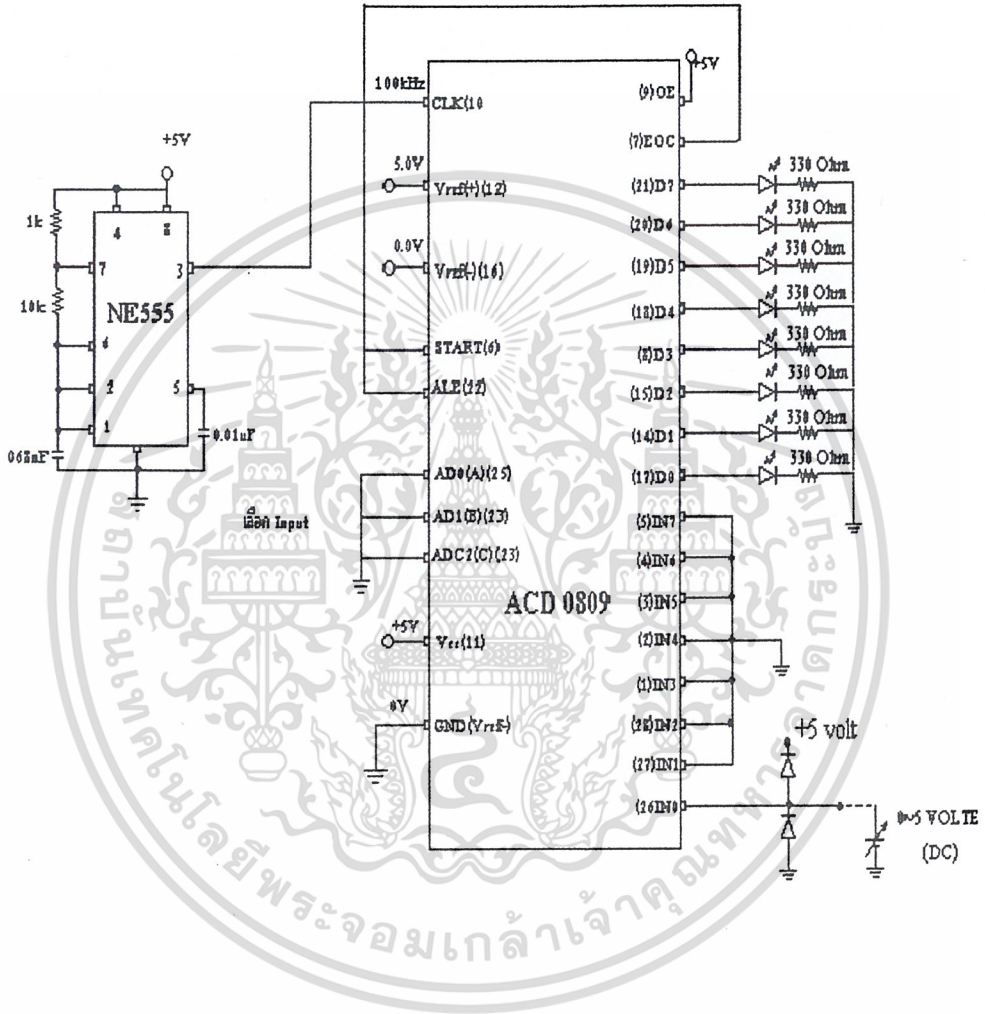 100kHz
CLK(10
(9)OE
+5V
(7)EOC
+5V
5.0V
Vref(+)(12)
(21)D7
330 Ohm
1k
4
(20)D6
330 Ohm
7
3
0.0V
Vref(-)(16)
(19)D5
330 Ohm
10k
NE555
(18)D4
330 Ohm
6
START(6)
(8)D3
330 Ohm
2
5
ALE(22)
(15)D2
330 Ohm
1
0.01uF
(14)D1
330 Ohm
068nF
AD0(A)(25)
(17)D0
330 Ohm
เลือก Input
AD1(B)(23)
(5)IN7
ADC2(C)(23)
(4)IN6
ACD 0809
(3)IN5
+5V
Vcc(11)
(2)IN4
(1)IN3
0V
GND(Vref-)
(28)IN2
+5 volt
(27)IN1
(26IN0
0~5 VOLTE
(DC)
สถาบันเทคโนโลยีพระจอมเกล้าเจ้าคุณทหารลาดกระบัง